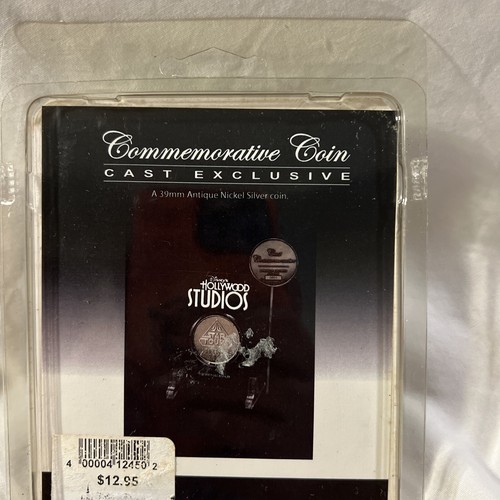 Commemorative Coin
CAST EXCLUSIVE
A 39mm Antique Nickel Silver coin.
Disney's
HOLLYWOOD
STUDIOS
4 00004 12450 2
$12.95